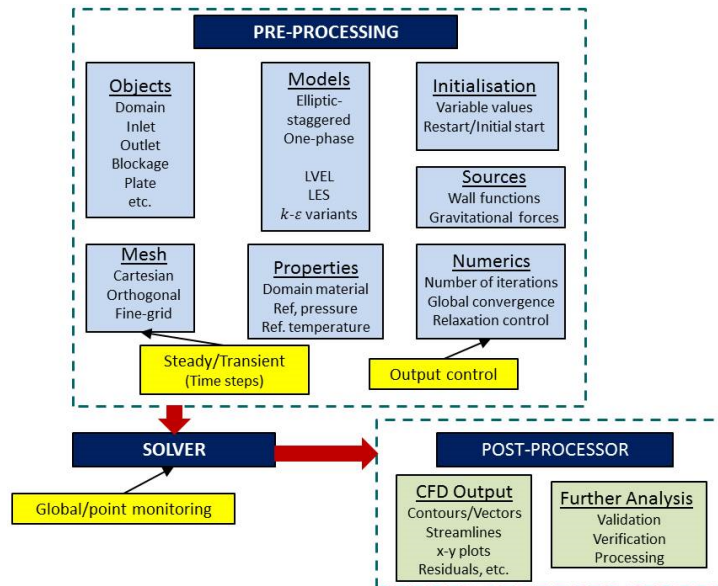 PRE-PROCESSING
Objects
Domain
Inlet
Outlet
Blockage
Plate
etc.
Models
Elliptic-
staggered
One-phase
LVEL
LES
k-ε variants
Initialisation
Variable values
Restart/Initial start
Sources
Wall functions
Gravitational forces
Mesh
Cartesian
Orthogonal
Fine-grid
Properties
Domain material
Ref, pressure
Ref. temperature
Numerics
Number of iterations
Global convergence
Relaxation control
Steady/Transient
(Time steps)
Output control
SOLVER
Global/point monitoring
POST-PROCESSOR
CFD Output
Contours/Vectors
Streamlines
x-y plots
Residuals, etc.
Further Analysis
Validation
Verification
Processing